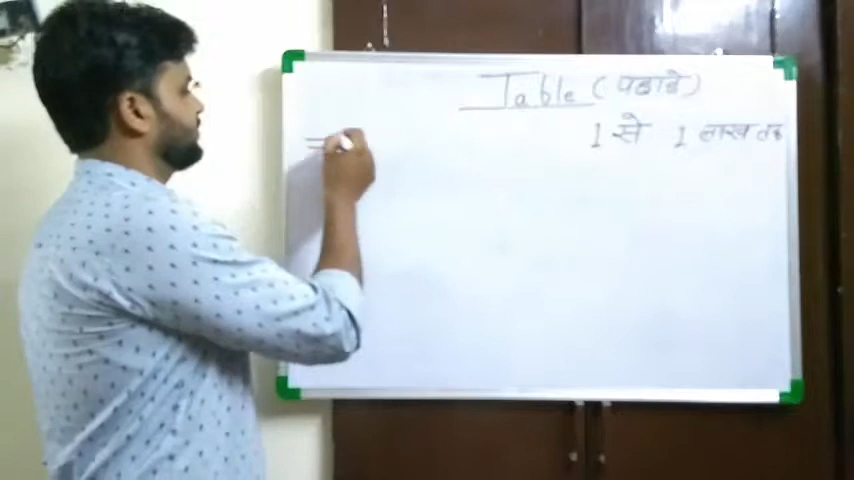 Table (पहाड़े)
1 से 1 लाख तक
=